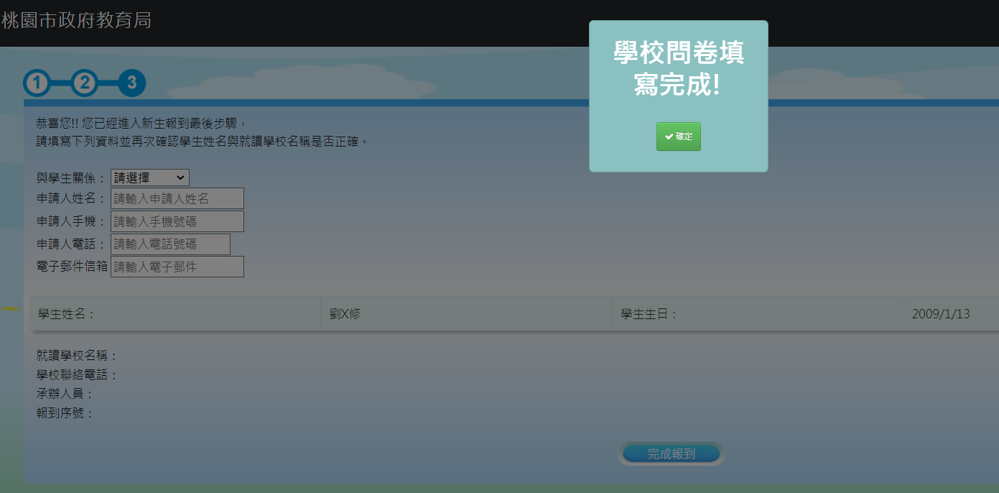 桃園市政府教育局
學校問卷填
寫完成!
確定
1 2 3
恭喜您!! 您已經進入新生報到最後步驟，
請填寫下列資料並再次確認學生姓名與就讀學校名稱是否正確。
與學生關係： 請選擇
申請人姓名： 請輸入申請人姓名
申請人手機： 請輸入手機號碼
申請人電話： 請輸入電話號碼
電子郵件信箱 請輸入電子郵件
學生姓名： 劉X修 學生生日： 2009/1/13
就讀學校名稱：
學校聯絡電話：
承辦人員：
報到序號：
完成報到